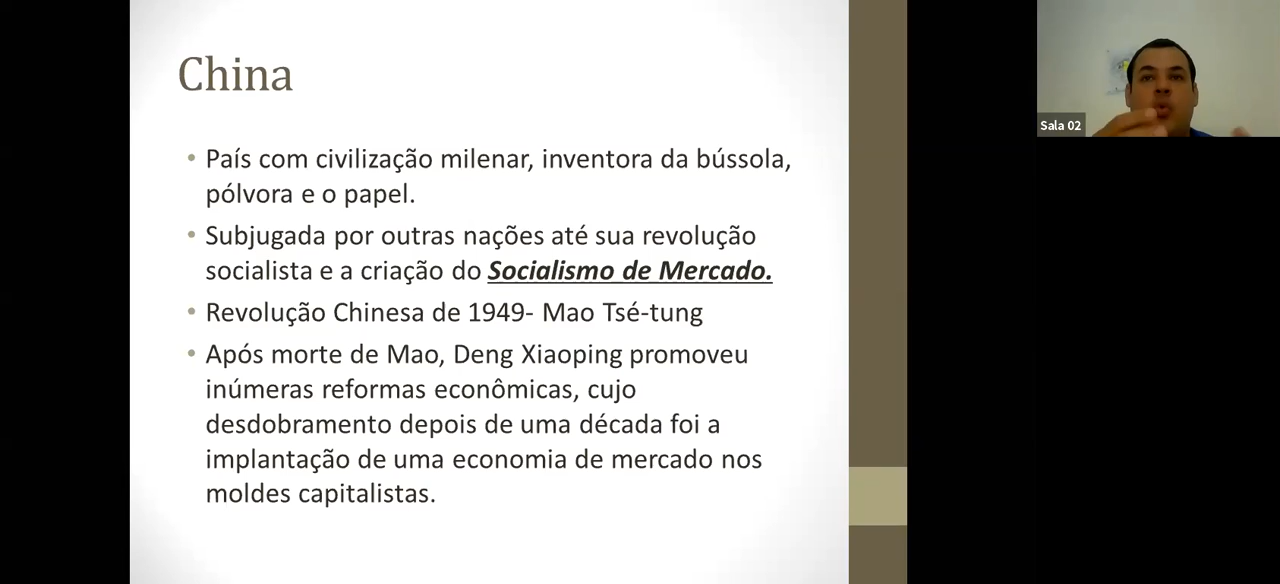 China
• País com civilização milenar, inventora da bússola,
pólvora e o papel.
• Subjugada por outras nações até sua revolução
socialista e a criação do Socialismo de Mercado.
• Revolução Chinesa de 1949- Mao Tsé-tung
• Após morte de Mao, Deng Xiaoping promoveu
inúmeras reformas econômicas, cujo
desdobramento depois de uma década foi a
implantação de uma economia de mercado nos
moldes capitalistas.
Sala 02